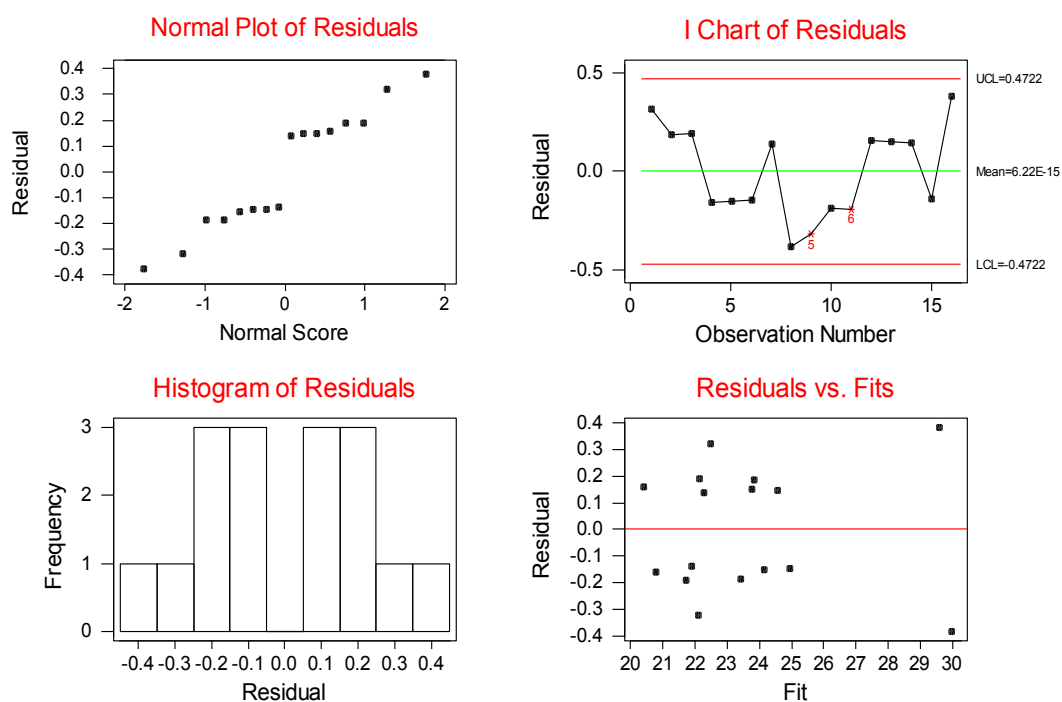 Normal Plot of Residuals
0.4
0.3
0.2
0.1
0.0
-0.1
-0.2
-0.3
-0.4
Residual
-2 -1 0 1 2
Normal Score
I Chart of Residuals
0.5
0.0
-0.5
Residual
UCL=0.4722
Mean=6.22E-15
LCL=-0.4722
5
6
0 5 10 15
Observation Number
Histogram of Residuals
3
2
1
0
Frequency
-0.4 -0.3 -0.2 -0.1 0.0 0.1 0.2 0.3 0.4
Residual
Residuals vs. Fits
0.4
0.3
0.2
0.1
0.0
-0.1
-0.2
-0.3
-0.4
Residual
20 21 22 23 24 25 26 27 28 29 30
Fit